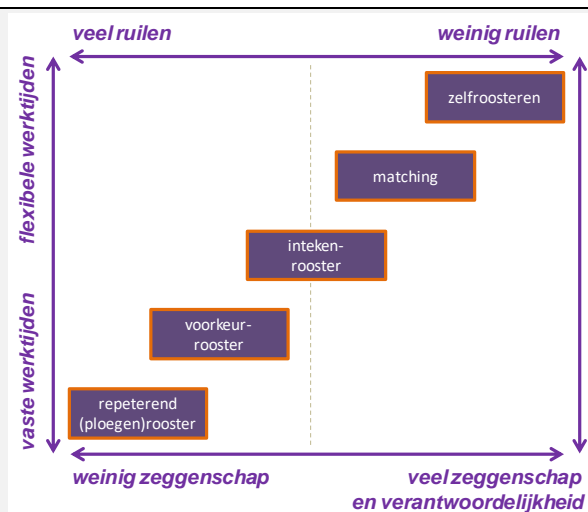 veel ruilen
weinig ruilen
flexibele werktijden
vaste werktijden
zelfroosteren
matching
inteken-
rooster
voorkeur-
rooster
repeterend
(ploegen)rooster
weinig zeggenschap
veel zeggenschap
en verantwoordelijkheid